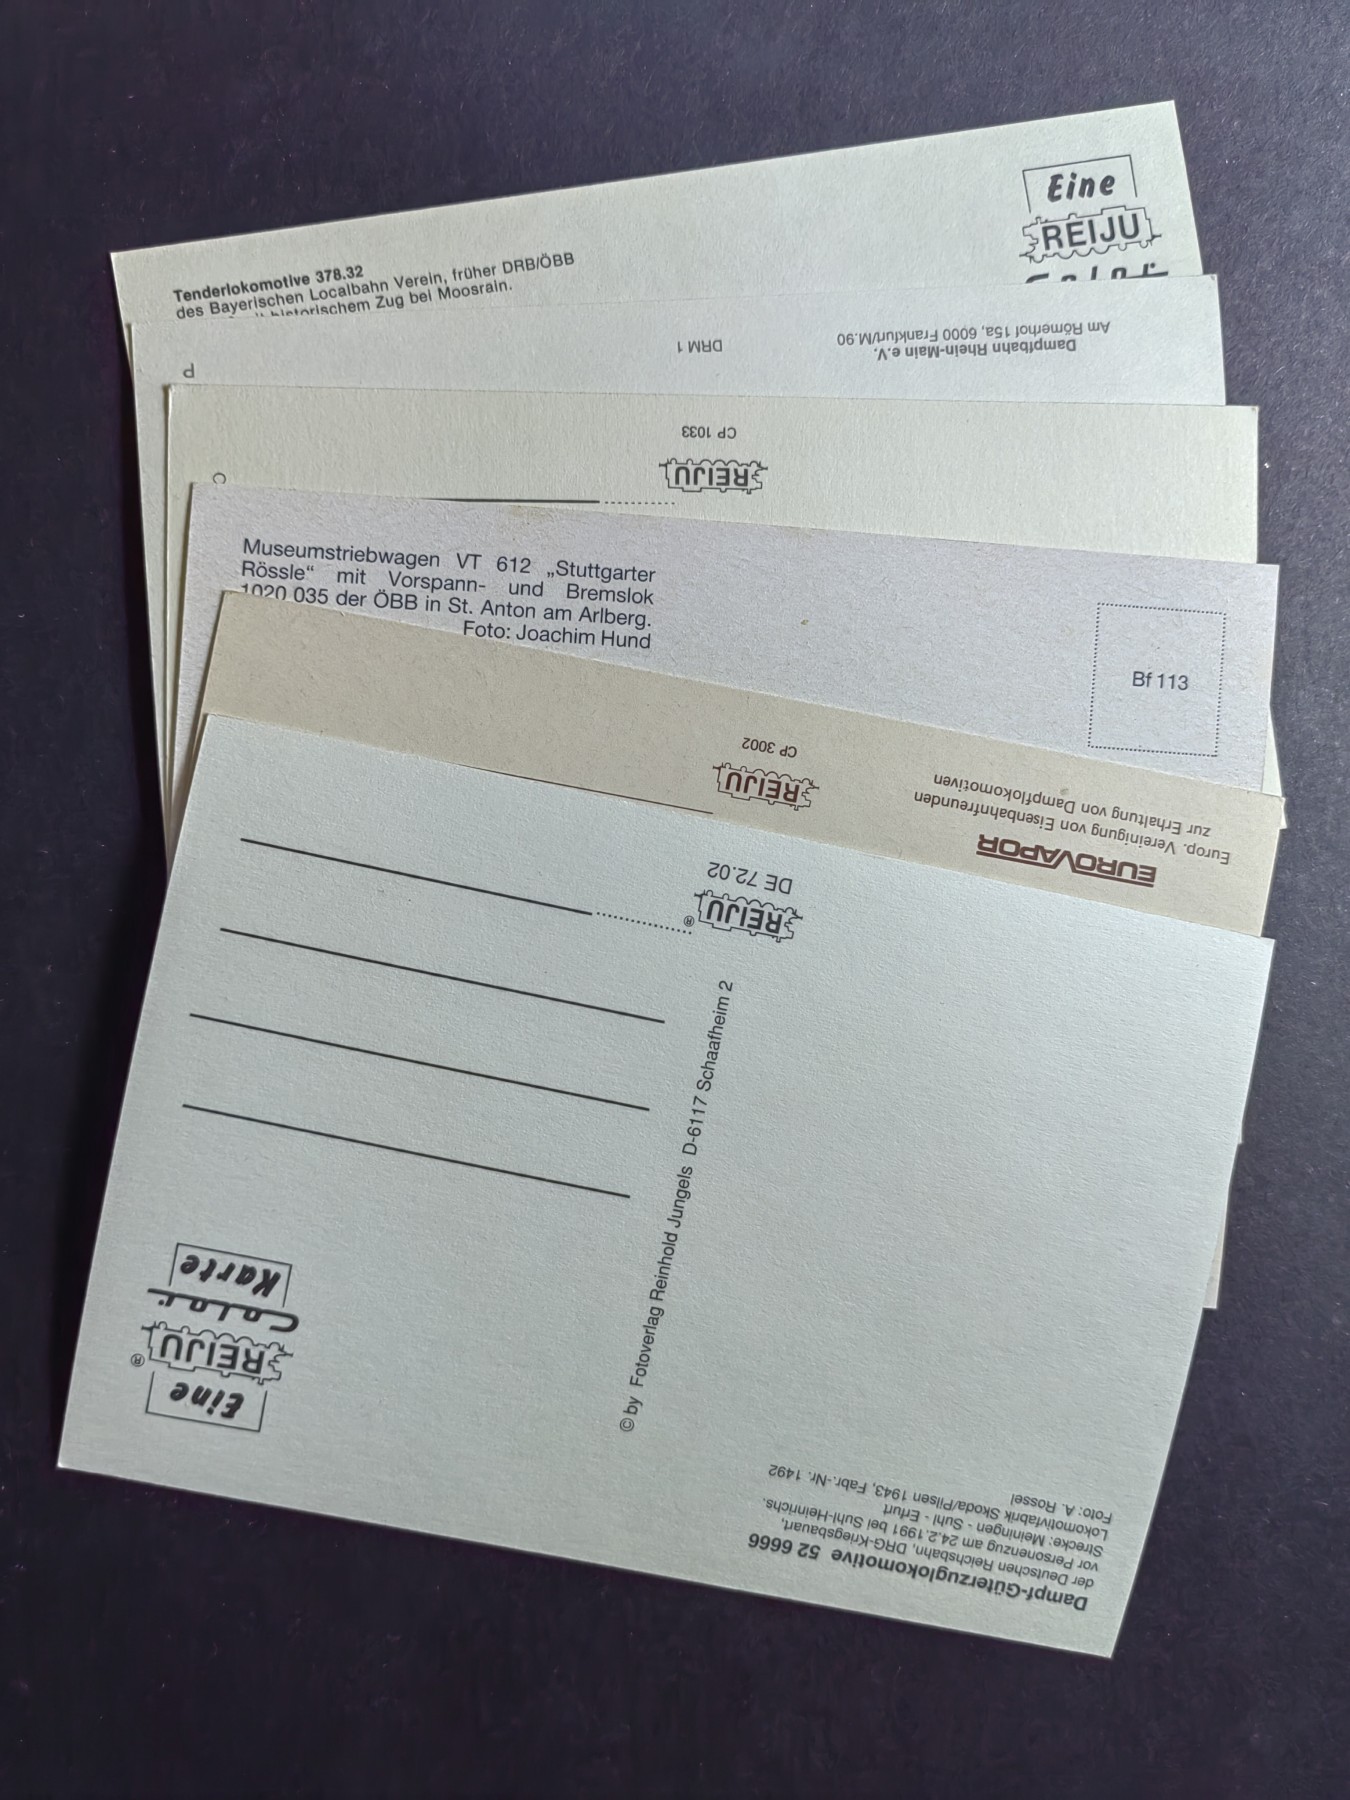 Tenderlokomotive 378.32
des Bayerischen Localbahn Verein, früher DRB/ÖBB
historischem Zug bei Moosrain.
Eine
REIJU
Color
P
DRM 1
Dampfbahn Rhein-Main e.V.
Am Römerhof 15a, 6000 Frankfurt/M.90
C
CP 1033
REIJU
Museumstriebwagen VT 612 „Stuttgarter
Rössle“ mit Vorspann- und Bremslok
1020 035 der ÖBB in St. Anton am Arlberg.
Foto: Joachim Hund
Bf 113
CP 3002
REIJU
EUROVAPOR
Europ. Vereinigung von Eisenbahnfreunden
zur Erhaltung von Dampflokomotiven
DE 72.02
REIJU®
© by Fotoverlag Reinhold Jungels D-6117 Schaafheim 2
Eine
REIJU®
Color
Karte
Dampf-Güterzuglokomotive 52 6666
der Deutschen Reichsbahn, DRG-Kriegsbauart,
vor Personenzug am 24.2.1991 bei Suhl-Heinrichs.
Strecke: Meiningen - Suhl - Erfurt
Lokomotivfabrik Skoda/Pilsen 1943, Fabr.-Nr. 1492
Foto: A. Rossel